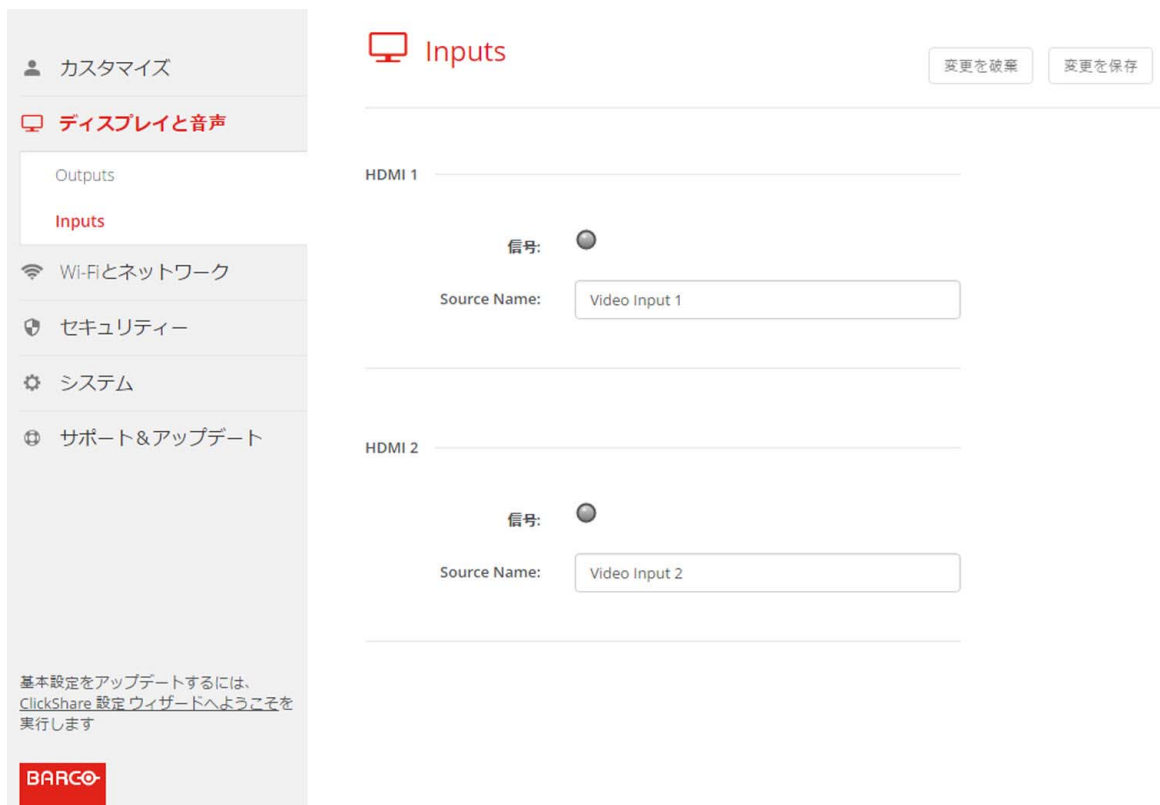 カスタマイズ
ディスプレイと音声
Outputs
Inputs
Wi-Fiとネットワーク
セキュリティー
システム
サポート&アップデート
基本設定をアップデートするには、
ClickShare 設定 ウィザードへようこそを
実行します
BARCO
Inputs
変更を破棄
変更を保存
HDMI 1
信号:
Source Name:
Video Input 1
HDMI 2
信号:
Source Name:
Video Input 2